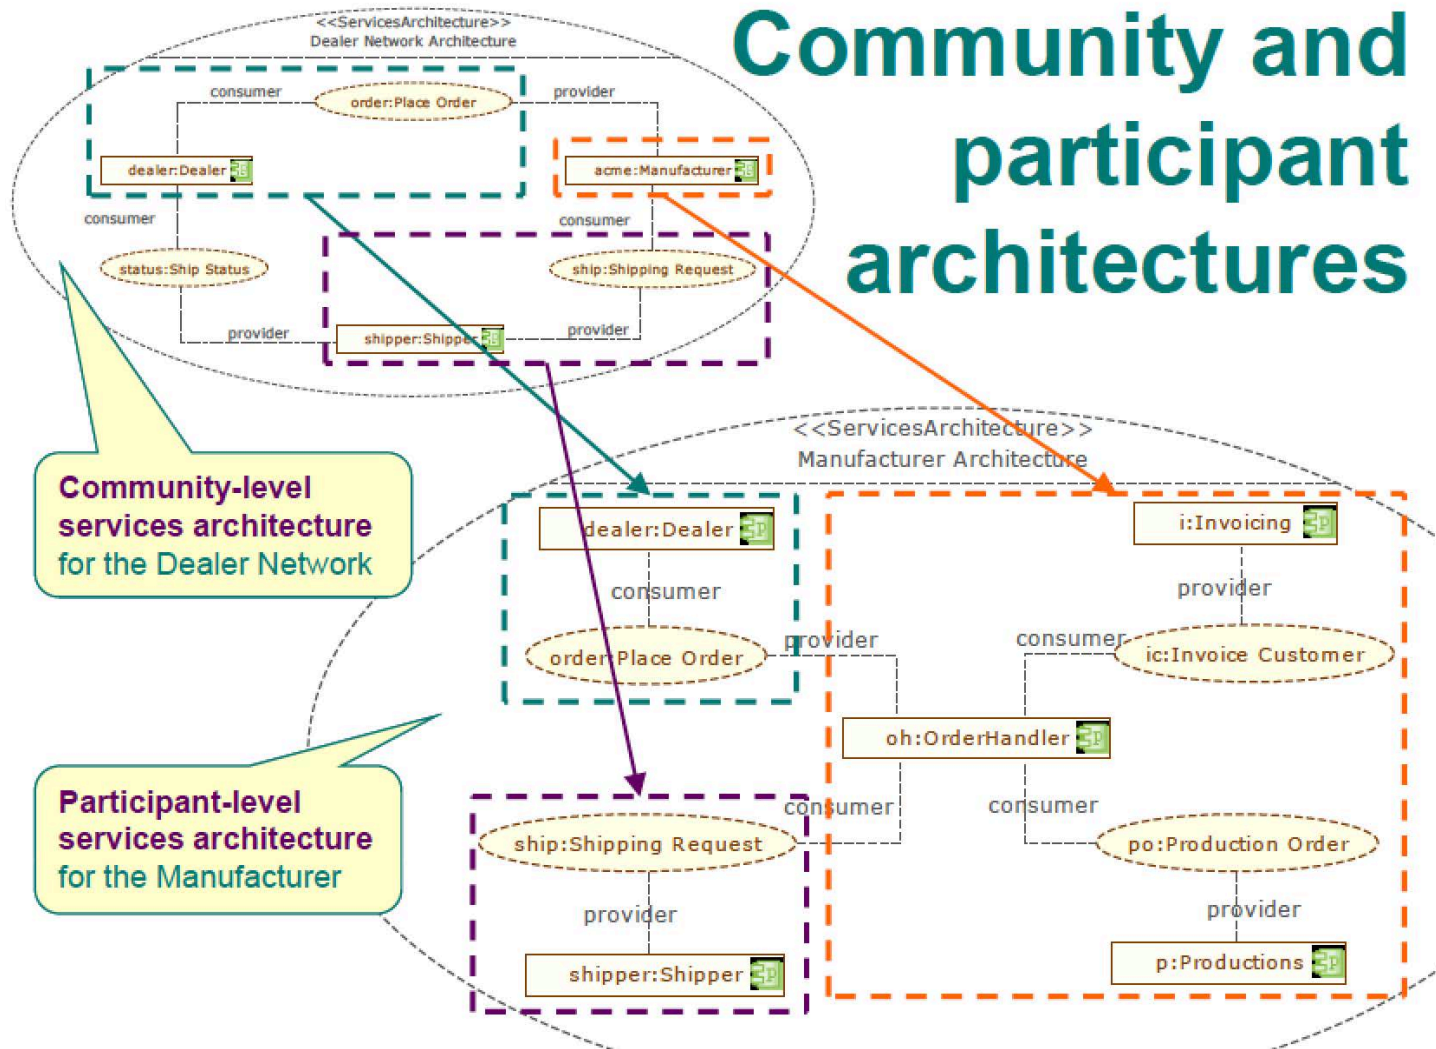 Community and
participant
architectures
<<ServicesArchitecture>>
Dealer Network Architecture
consumer
order:Place Order
provider
dealer:Dealer
acme:Manufacturer
consumer
consumer
status:Ship Status
ship:Shipping Request
provider
shipper:Shipper
provider
Community-level
services architecture
for the Dealer Network
<<ServicesArchitecture>>
Manufacturer Architecture
dealer:Dealer
p
i:Invoicing
p
consumer
provider
order:Place Order
provider
consumer
ic:Invoice Customer
oh:OrderHandler
p
Participant-level
services architecture
for the Manufacturer
consumer
consumer
ship:Shipping Request
po:Production Order
provider
provider
shipper:Shipper
p
p:Productions
p